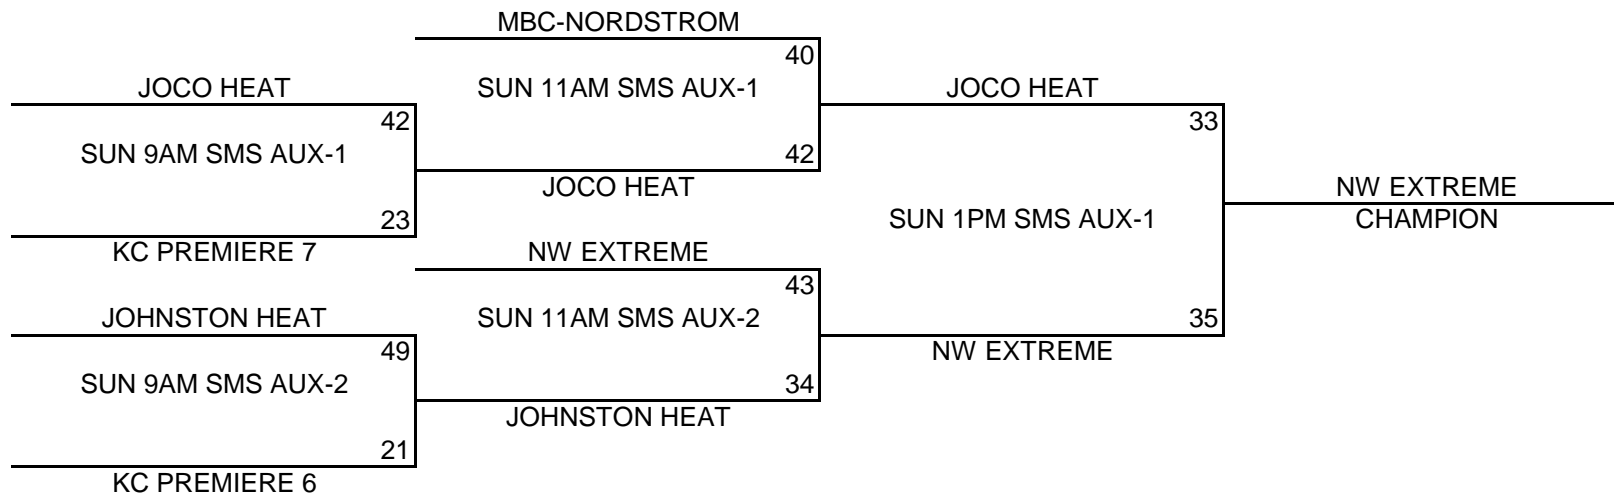 MBC-NORDSTROM
40
JOCO HEAT
SUN 11AM SMS AUX-1
JOCO HEAT
42
33
SUN 9AM SMS AUX-1
42
JOCO HEAT
NW EXTREME
23
SUN 1PM SMS AUX-1
CHAMPION
KC PREMIERE 7
NW EXTREME
43
JOHNSTON HEAT
SUN 11AM SMS AUX-2
35
49
NW EXTREME
SUN 9AM SMS AUX-2
34
JOHNSTON HEAT
21
KC PREMIERE 6